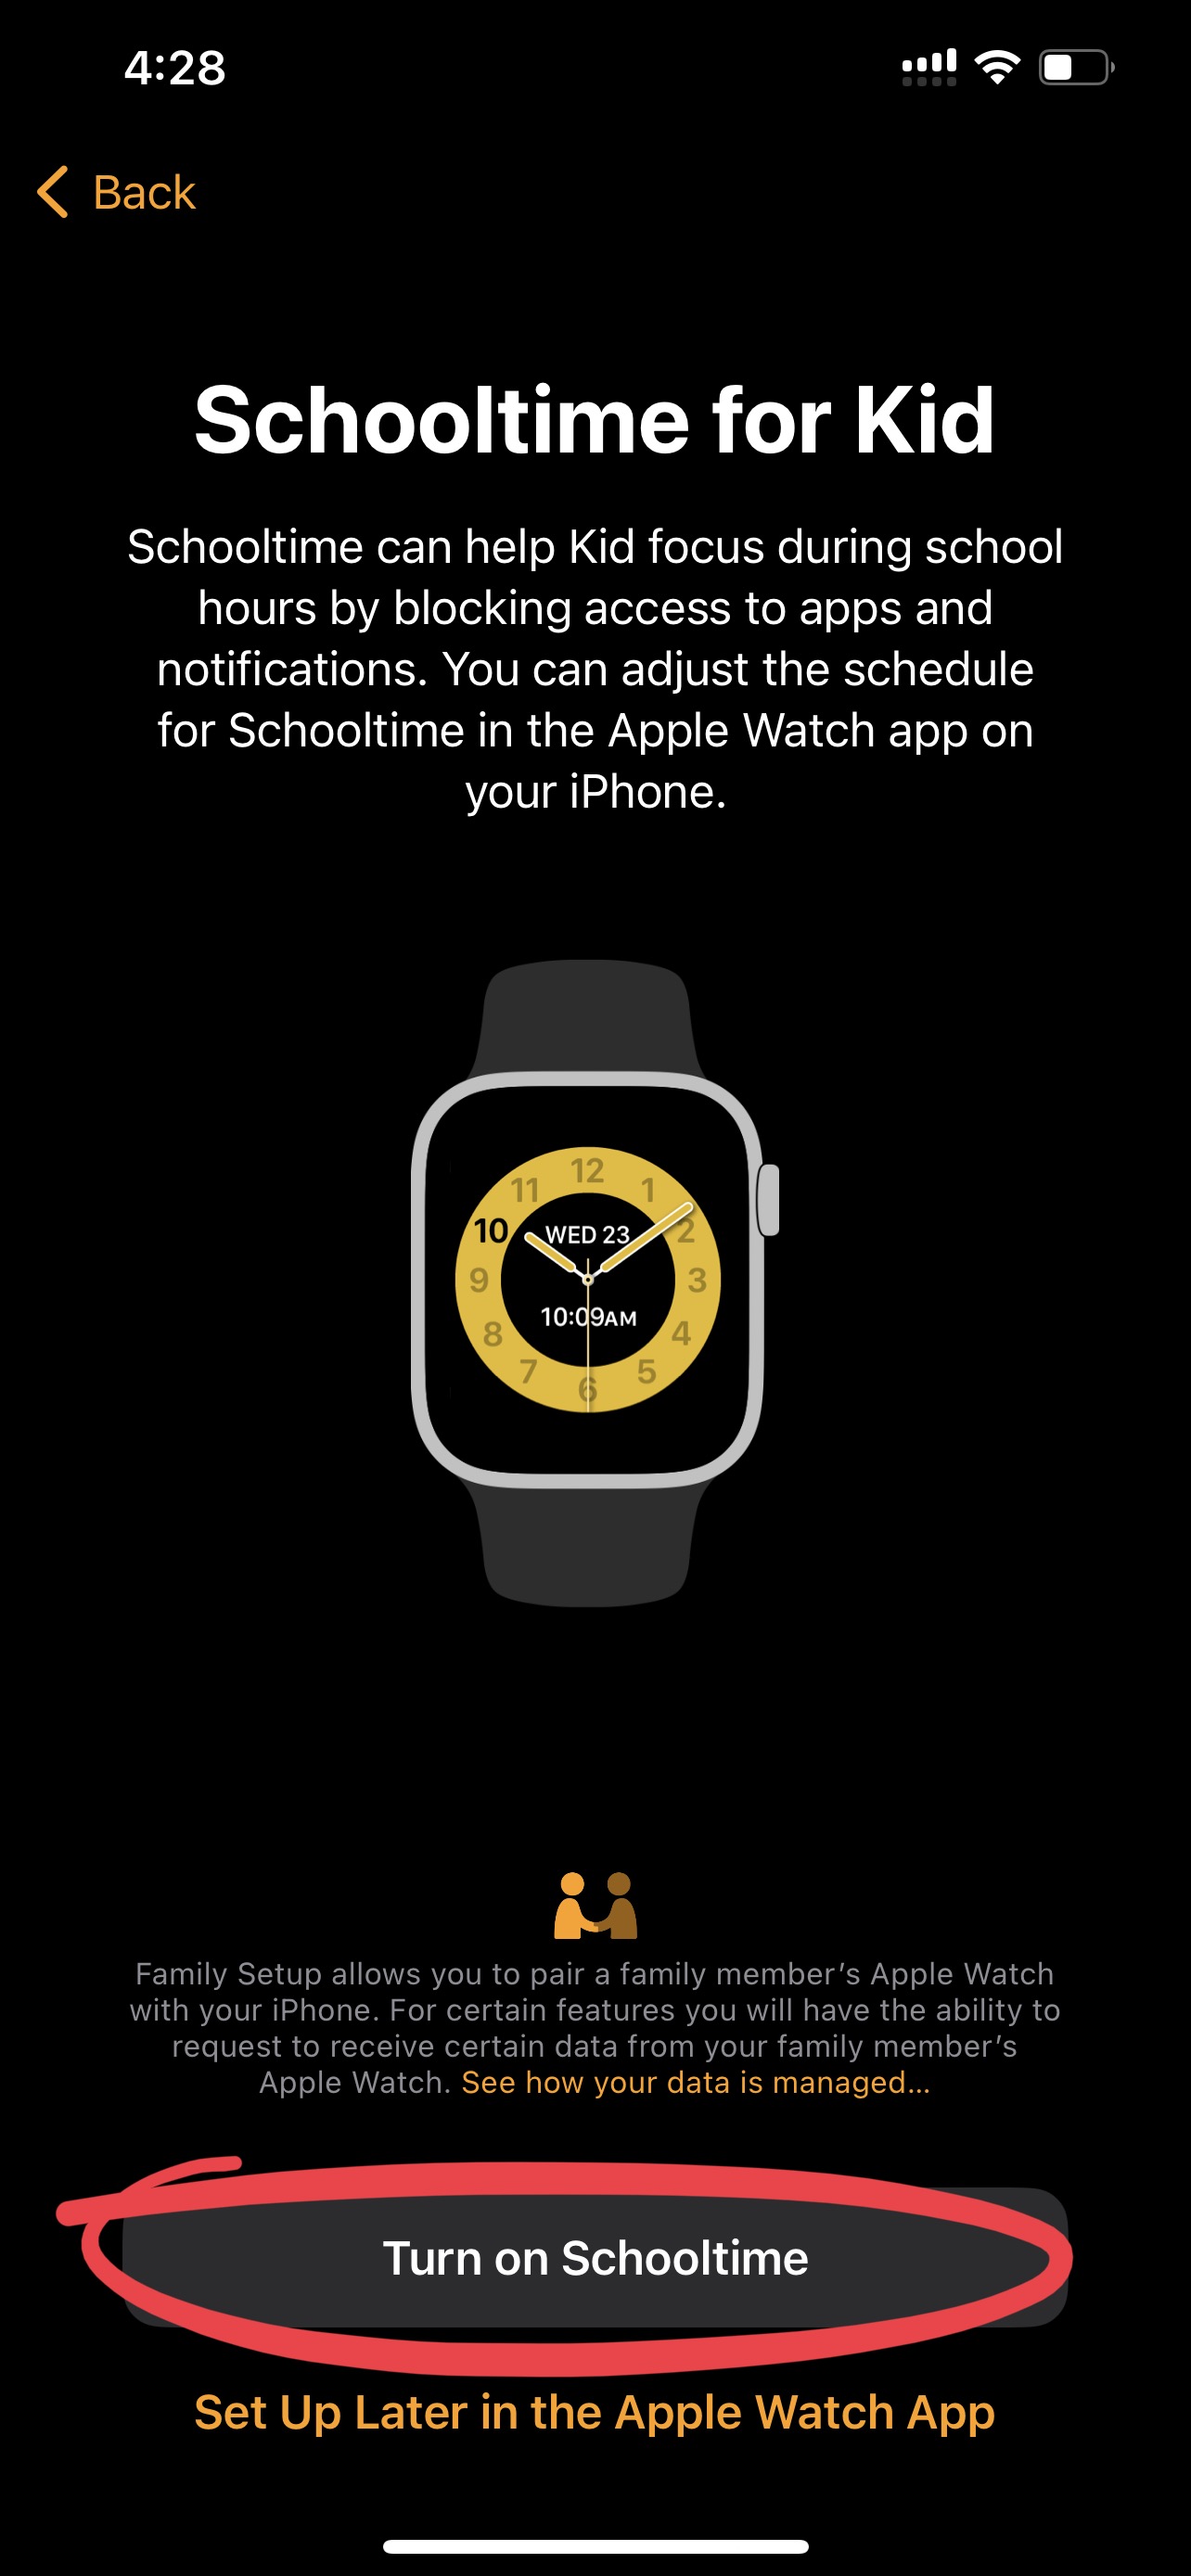 4:28
Back
Schooltime for Kid
Schooltime can help Kid focus during school
hours by blocking access to apps and
notifications. You can adjust the schedule
for Schooltime in the Apple Watch app on
your iPhone.
12
11
1
10
WED 23
2
9
3
10:09AM
8
4
7
5
6
Family Setup allows you to pair a family member’s Apple Watch
with your iPhone. For certain features you will have the ability to
request to receive certain data from your family member’s
Apple Watch. See how your data is managed...
Turn on Schooltime
Set Up Later in the Apple Watch App